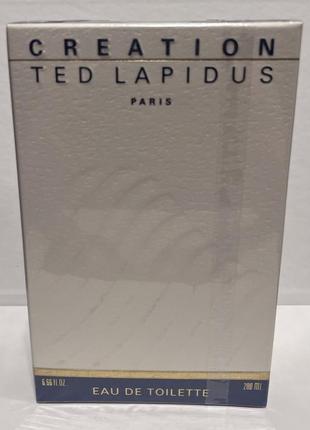 CREATION
TED LAPIDUS
PARIS
6.66 FL.OZ. 200 ML
EAU DE TOILETTE